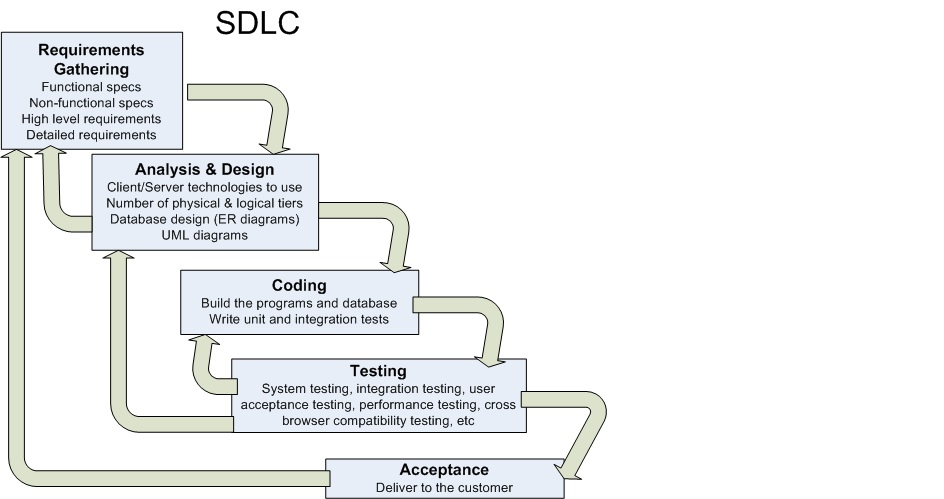 SDLC
Requirements
Gathering
Functional specs
Non-functional specs
High level requirements
Detailed requirements
Analysis & Design
Client/Server technologies to use
Number of physical & logical tiers
Database design (ER diagrams)
UML diagrams
Coding
Build the programs and database
Write unit and integration tests
Testing
System testing, integration testing, user
acceptance testing, performance testing, cross
browser compatibility testing, etc
Acceptance
Deliver to the customer